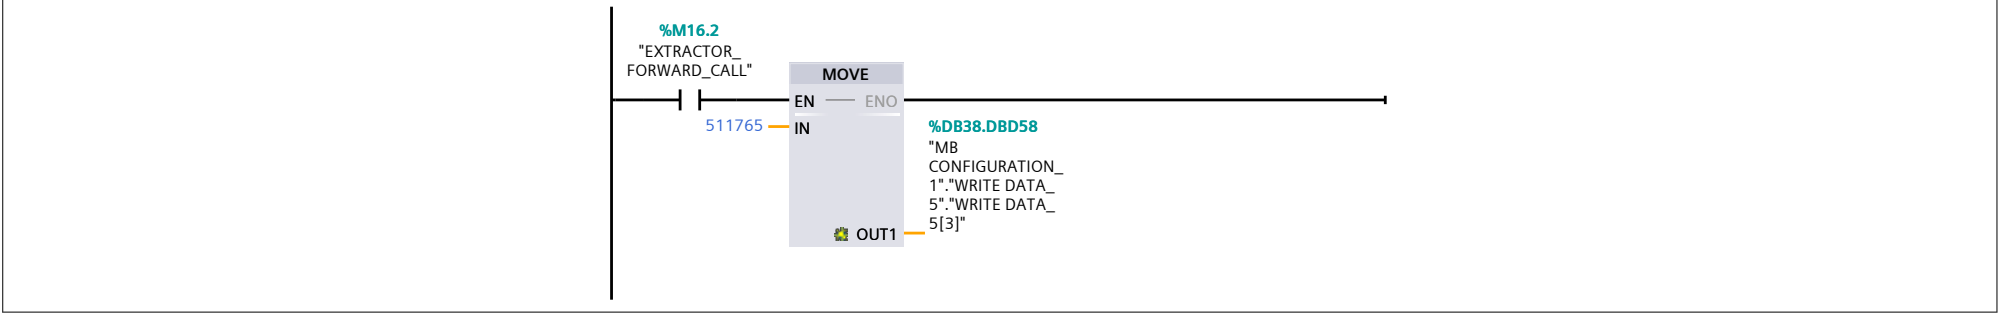 %M16.2
"EXTRACTOR_
FORWARD_CALL"
MOVE
EN
ENO
511765
IN
%DB38.DBD58
"MB
CONFIGURATION_
1"."WRITE DATA_
5"."WRITE DATA_
5[3]"
OUT1